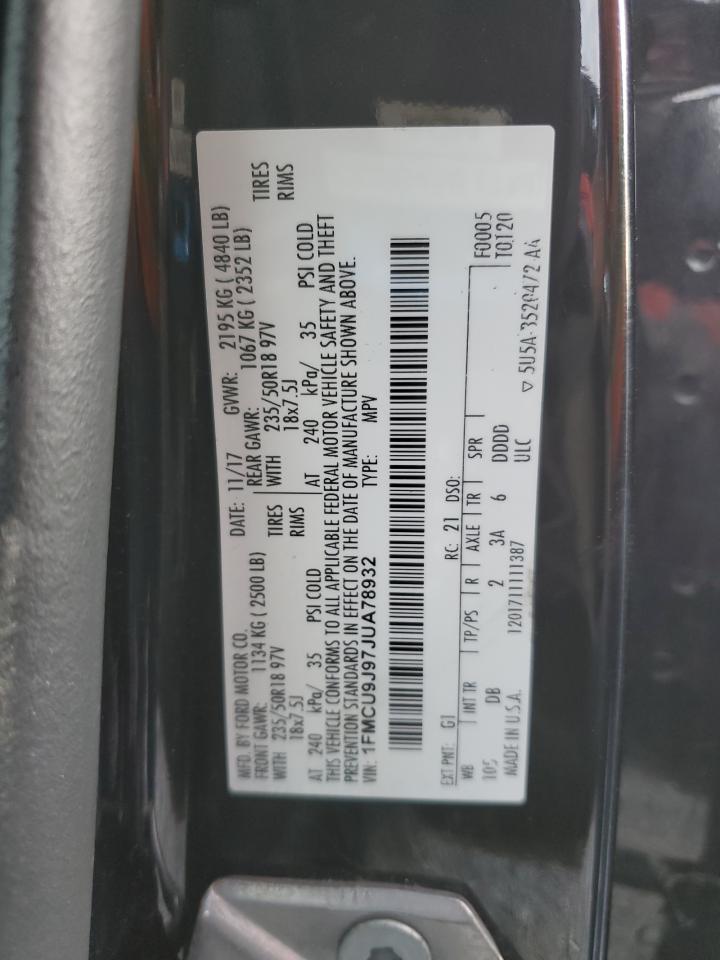 MFD. BY FORD MOTOR CO.
DATE: 11/17 GVWR: 2195 KG ( 4840 LB)
FRONT GAWR: 1134 KG ( 2500 LB)
REAR GAWR: 1067 KG ( 2352 LB)
WITH 235/50R18 97V TIRES
WITH 235/50R18 97V TIRES
18x7.5J RIMS
18x7.5J RIMS
AT 240 kPa/ 35 PSI COLD
AT 240 kPa/ 35 PSI COLD
THIS VEHICLE CONFORMS TO ALL APPLICABLE FEDERAL MOTOR VEHICLE SAFETY AND THEFT
PREVENTION STANDARDS IN EFFECT ON THE DATE OF MANUFACTURE SHOWN ABOVE.
VIN: 1FMCU9J97JUA78932 TYPE: MPV
EXT PNT: G1 RC: 21 DSO: F0005
WB INT TR TP/PS R AXLE TR SPR T0120
105 DB 2 3A 6 DDDD
MADE IN U.S.A. 12017111111387 ULC